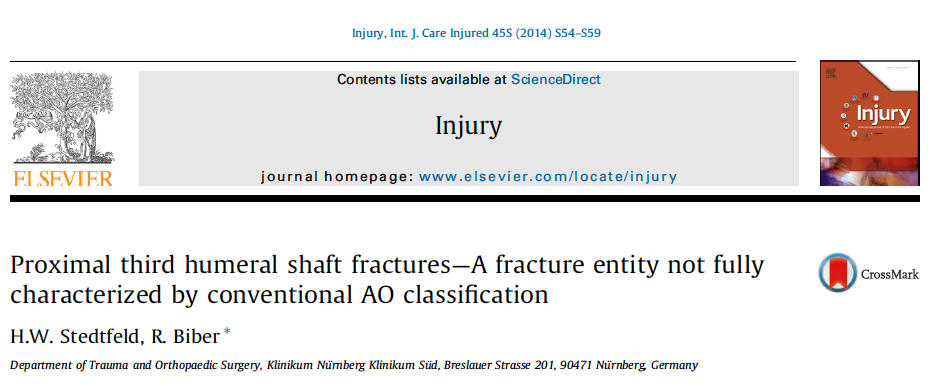 Injury, Int. J. Care Injured 45S (2014) S54–S59
Contents lists available at ScienceDirect
Injury
journal homepage: www.elsevier.com/locate/injury
ELSEVIER
Injury
Proximal third humeral shaft fractures—A fracture entity not fully
characterized by conventional AO classification
CrossMark
H.W. Stedtfeld, R. Biber *
Department of Trauma and Orthopaedic Surgery, Klinikum Nürnberg Klinikum Süd, Breslauer Strasse 201, 90471 Nürnberg, Germany